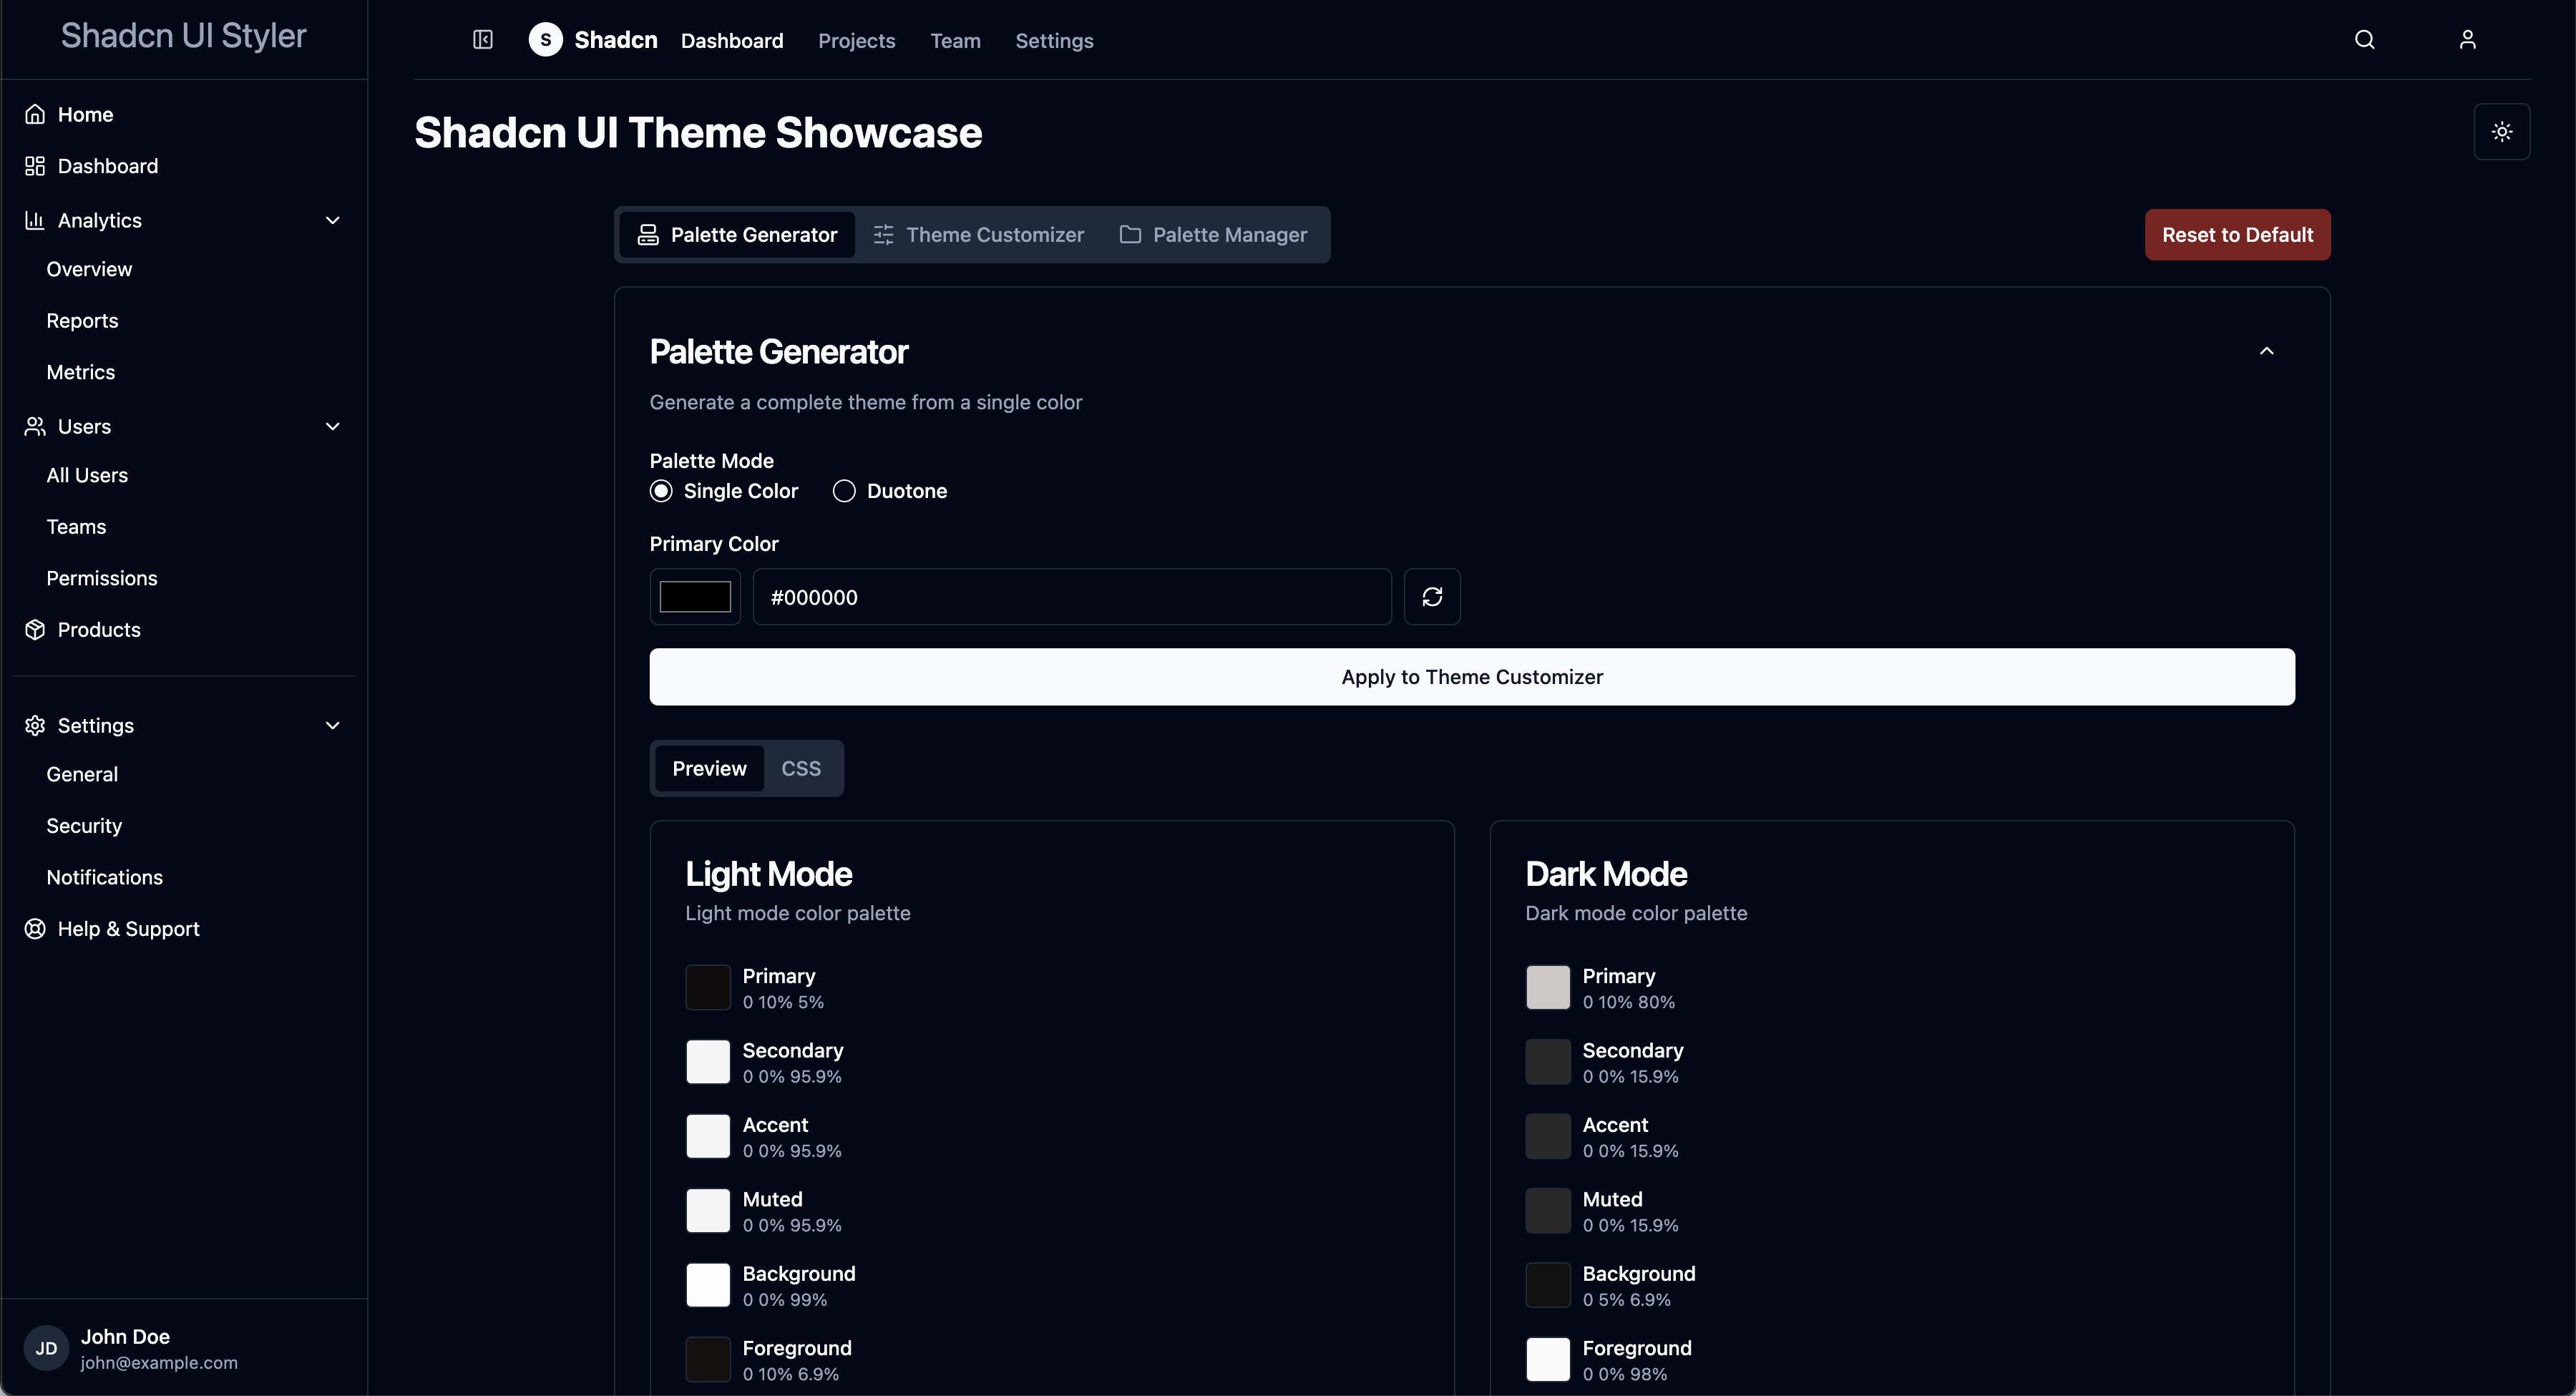 Shadcn UI Styler
Home
Dashboard
Analytics
Overview
Reports
Metrics
Users
All Users
Teams
Permissions
Products
Settings
General
Security
Notifications
Help & Support
JD
John Doe
john@example.com
S Shadcn Dashboard Projects Team Settings
Shadcn UI Theme Showcase
Palette Generator Theme Customizer Palette Manager
Reset to Default
Palette Generator
Generate a complete theme from a single color
Palette Mode
Single Color Duotone
Primary Color
#000000
Apply to Theme Customizer
Preview CSS
Light Mode
Light mode color palette
Primary
0 10% 5%
Secondary
0 0% 95.9%
Accent
0 0% 95.9%
Muted
0 0% 95.9%
Background
0 0% 99%
Foreground
0 10% 6.9%
Dark Mode
Dark mode color palette
Primary
0 10% 80%
Secondary
0 0% 15.9%
Accent
0 0% 15.9%
Muted
0 0% 15.9%
Background
0 5% 6.9%
Foreground
0 0% 98%